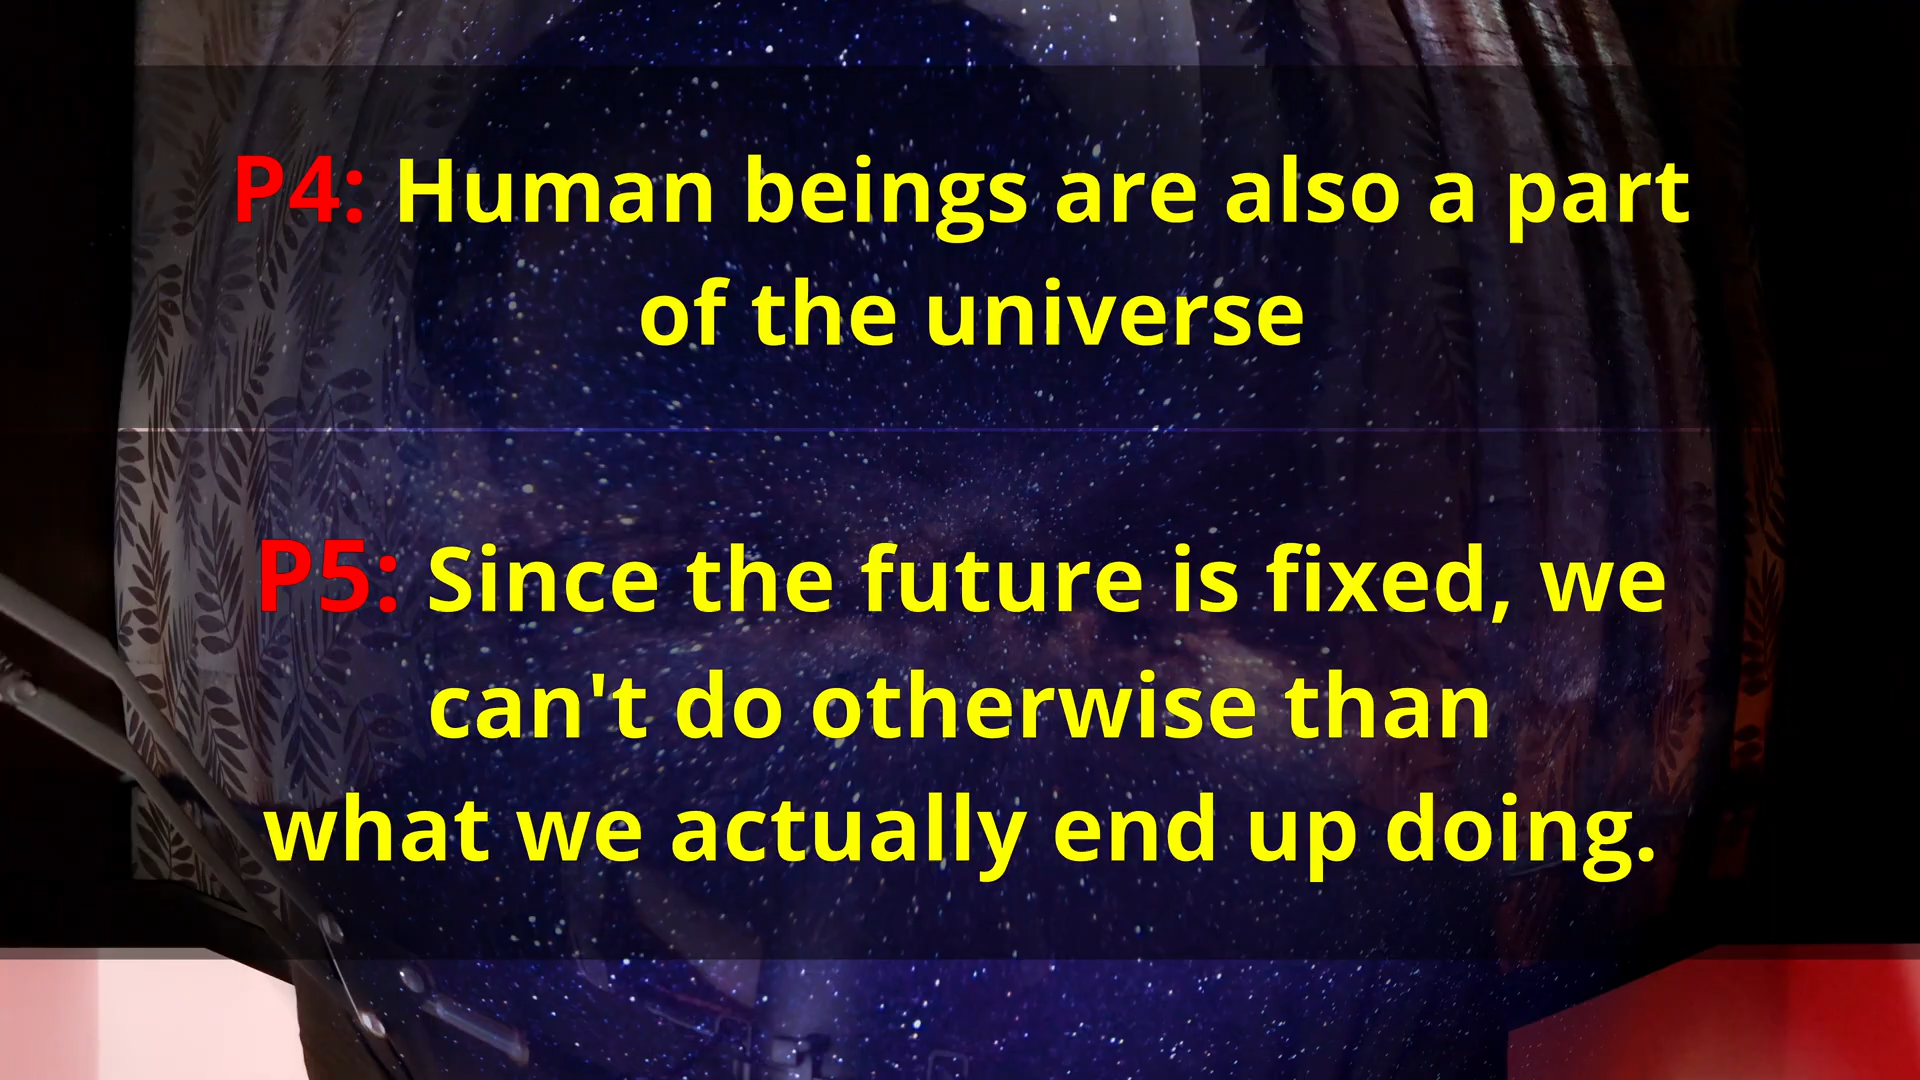 P4: Human beings are also a part
of the universe
P5: Since the future is fixed, we
can't do otherwise than
what we actually end up doing.